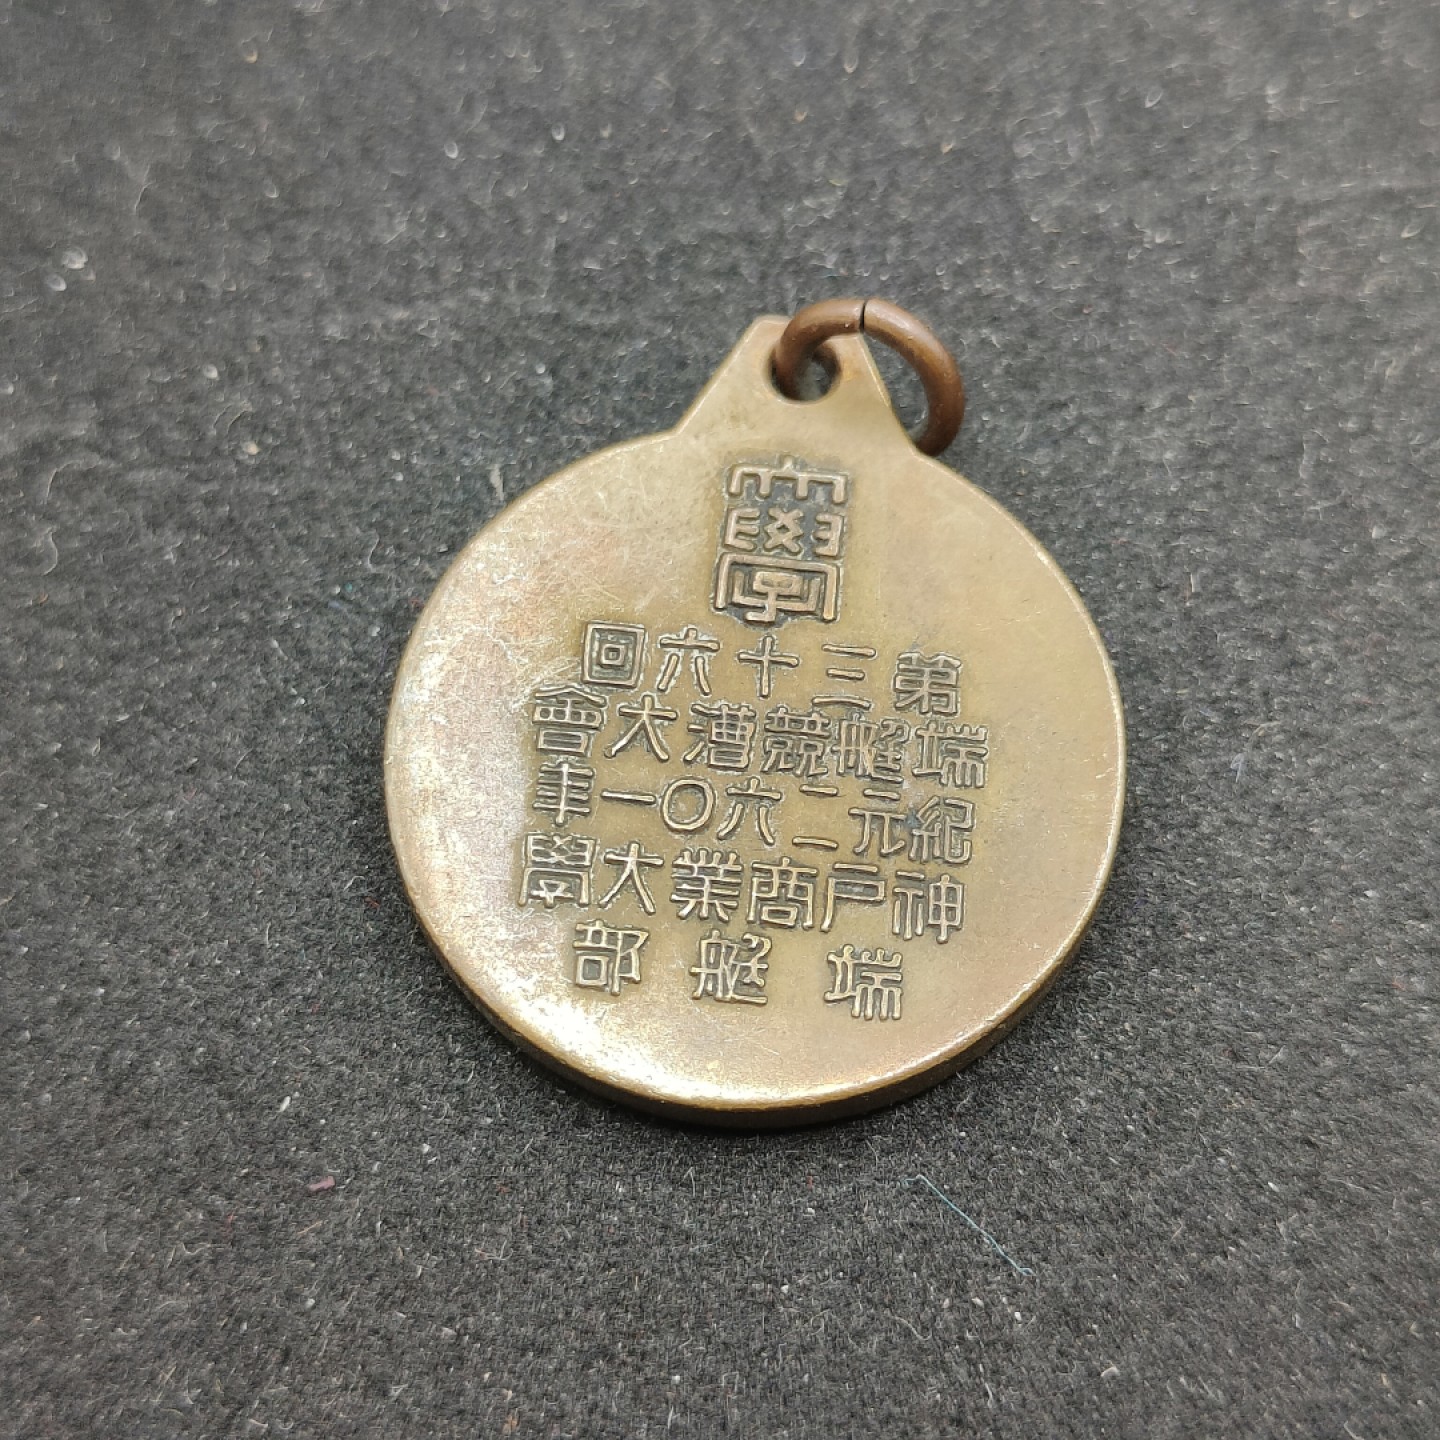 學
第三十六回
端艇競漕大會
紀元二六〇一年
神戸商業大學
端艇部